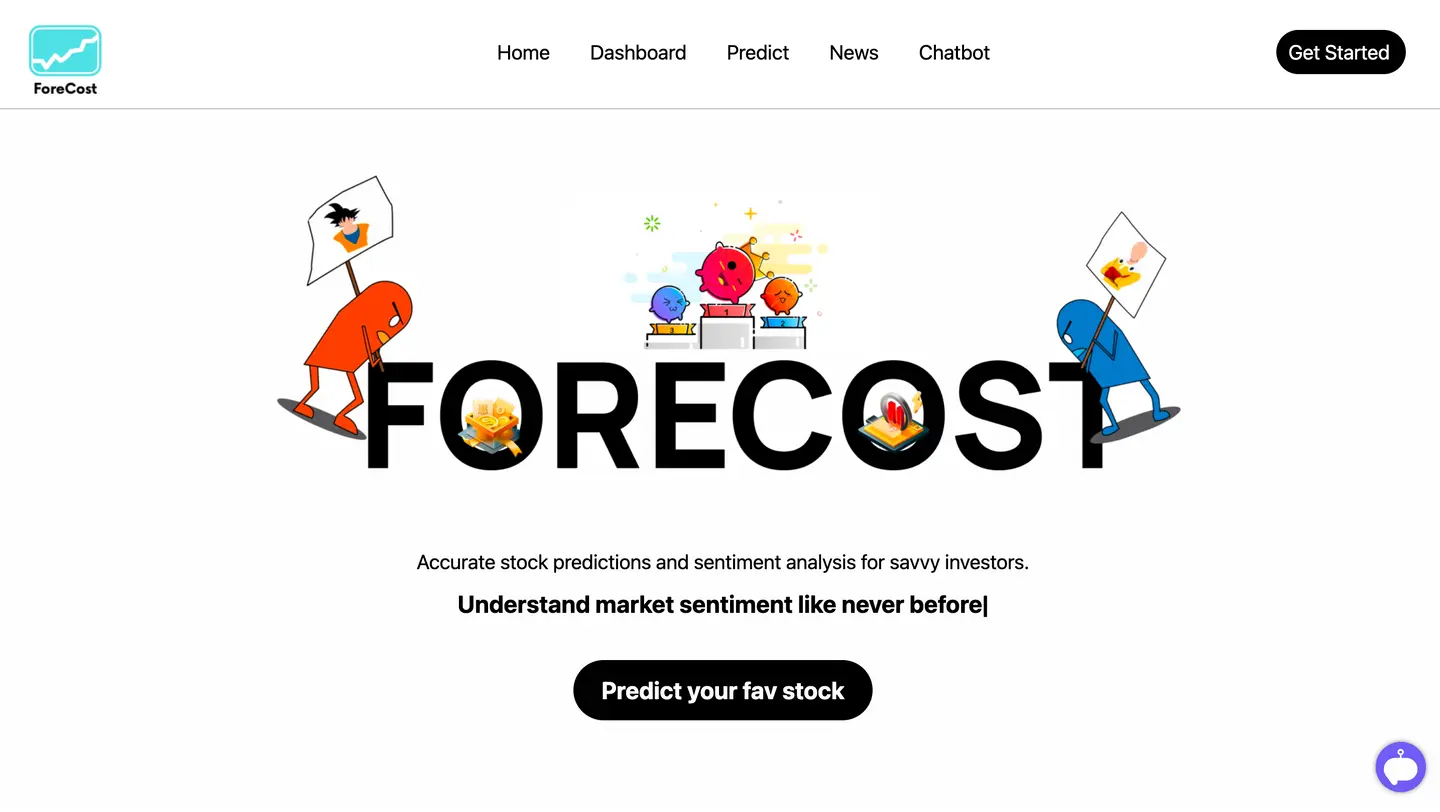 ForeCost
Home
Dashboard
Predict
News
Chatbot
Get Started
1
2
3
FORECOST
Accurate stock predictions and sentiment analysis for savvy investors.
Understand market sentiment like never before|
Predict your fav stock